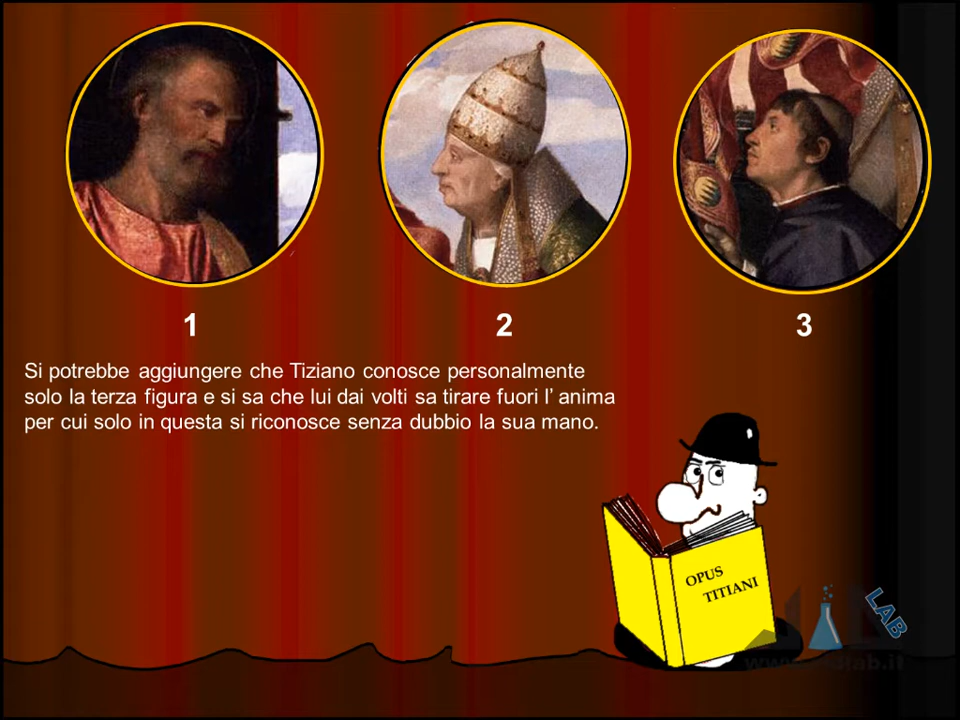 1
2
3
Si potrebbe aggiungere che Tiziano conosce personalmente
solo la terza figura e si sa che lui dai volti sa tirare fuori l’ anima
per cui solo in questa si riconosce senza dubbio la sua mano.
OPUS
TITIANI
LAB